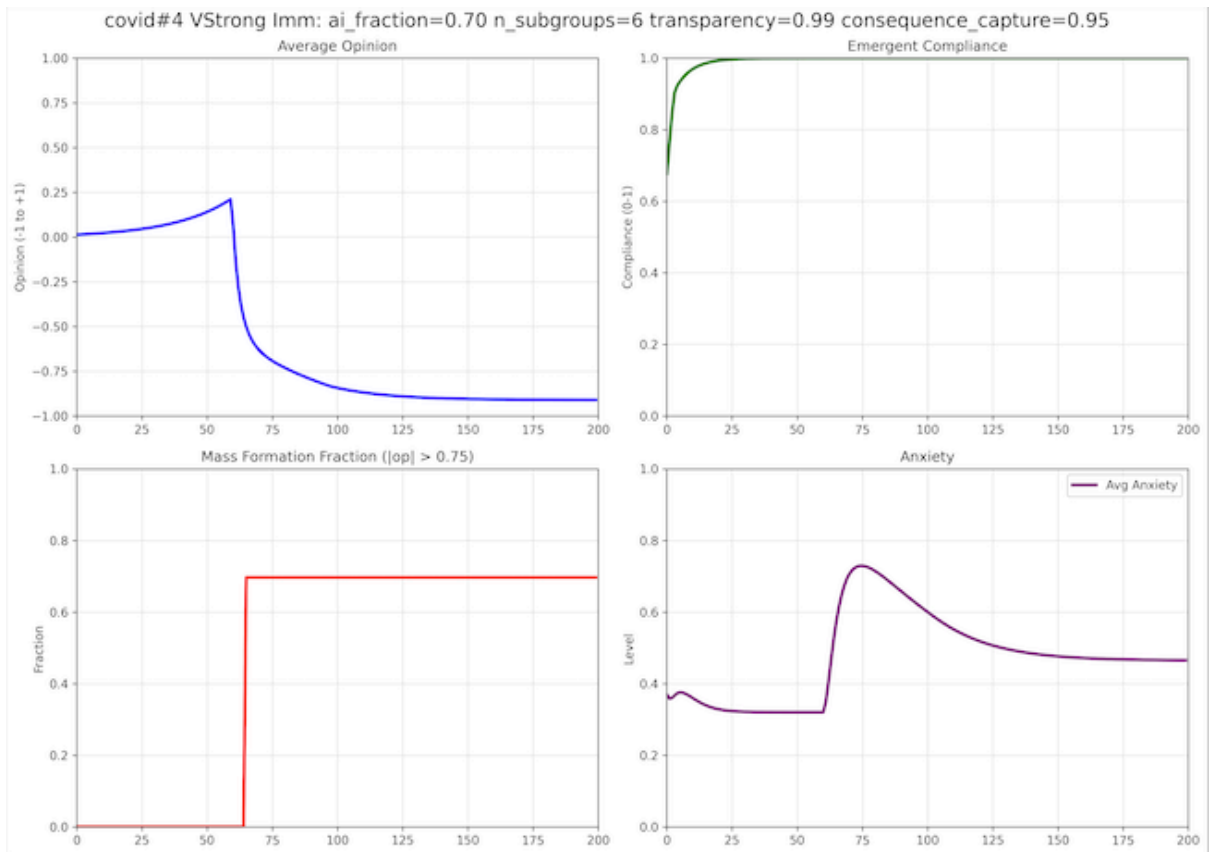 covid#4 VStrong Imm: ai_fraction=0.70 n_subgroups=6 transparency=0.99 consequence_capture=0.95
Average Opinion
Opinion (-1 to +1)
1.00
0.75
0.50
0.25
0.00
−0.25
−0.50
−0.75
−1.00
0 25 50 75 100 125 150 175 200
Emergent Compliance
Compliance (0-1)
1.0
0.8
0.6
0.4
0.2
0.0
0 25 50 75 100 125 150 175 200
Mass Formation Fraction (|op| > 0.75)
Fraction
1.0
0.8
0.6
0.4
0.2
0.0
0 25 50 75 100 125 150 175 200
Anxiety
Level
1.0
0.8
0.6
0.4
0.2
0.0
0 25 50 75 100 125 150 175 200
Avg Anxiety